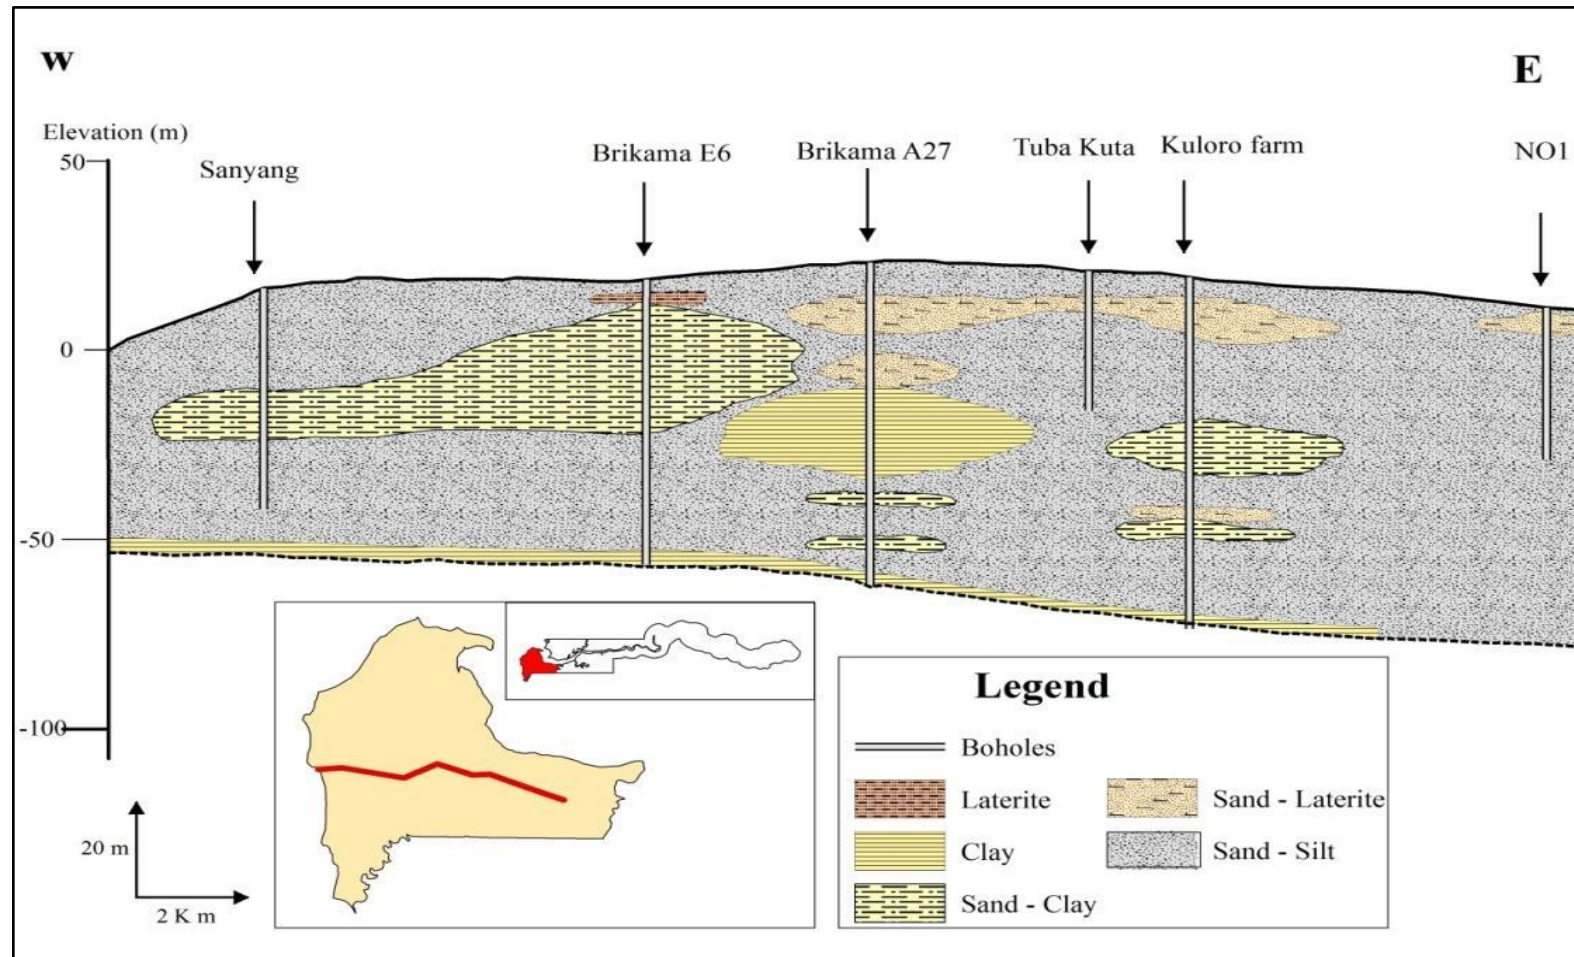 w
E
Elevation (m)
50
0
-50
-100
Sanyang
Brikama E6
Brikama A27
Tuba Kuta
Kuloro farm
NO1
20 m
2 K m
Legend
Boholes
Laterite
Sand - Laterite
Clay
Sand - Silt
Sand - Clay